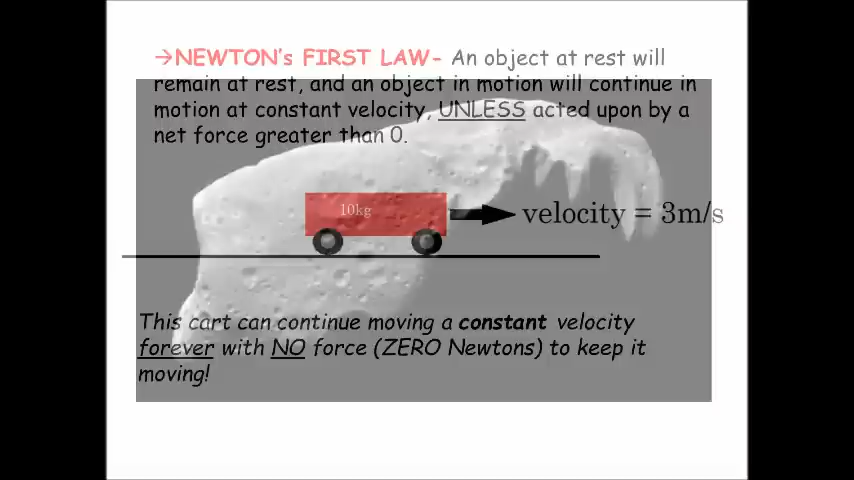 →NEWTON's FIRST LAW- An object at rest will
remain at rest, and an object in motion will continue in
motion at constant velocity, UNLESS acted upon by a
net force greater than 0.
10kg
velocity = 3m/s
This cart can continue moving a constant velocity
forever with NO force (ZERO Newtons) to keep it
moving!